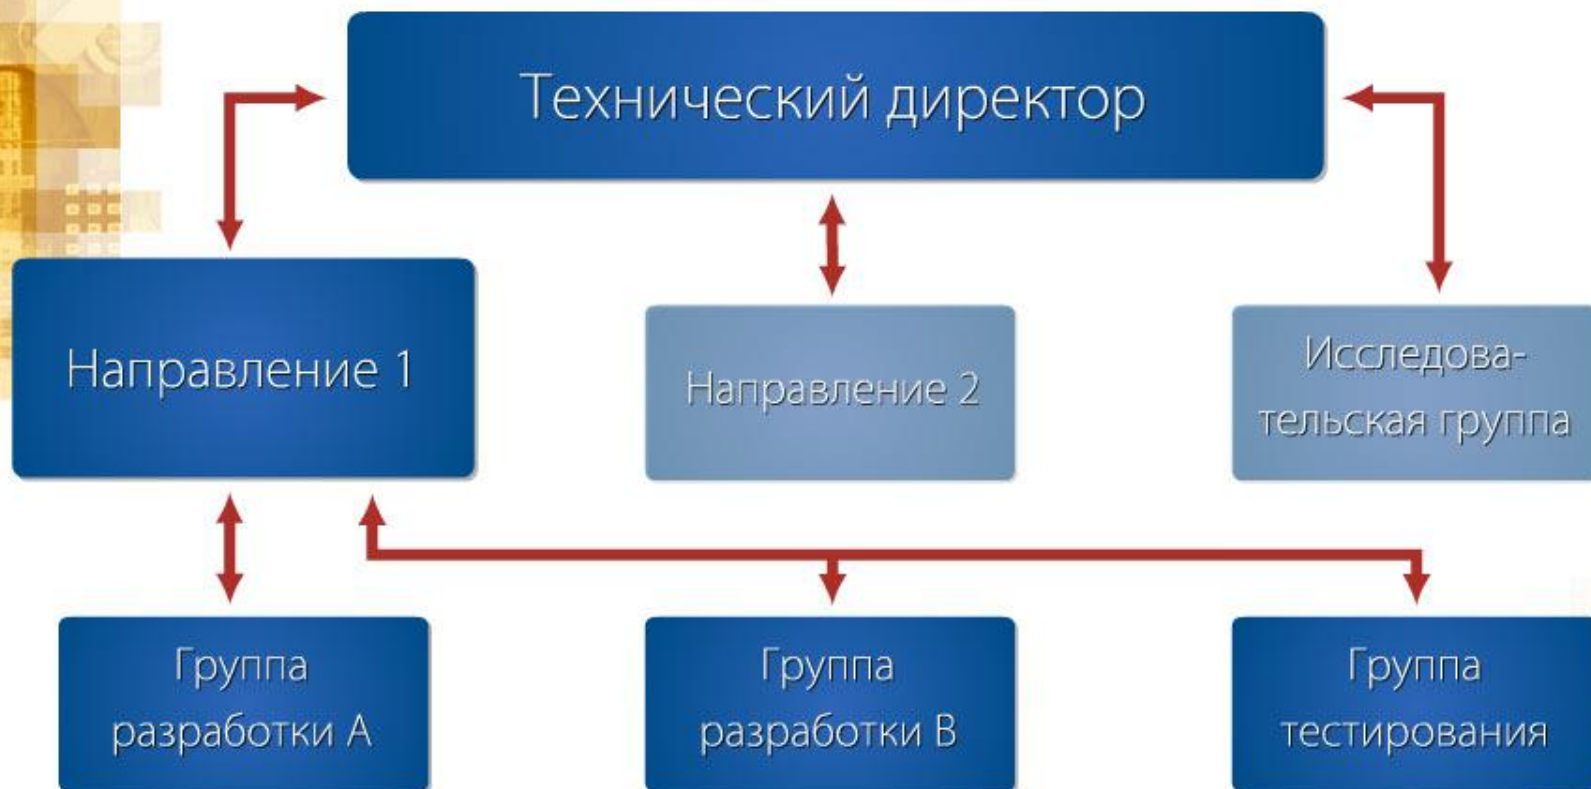 Технический директор
Направление 1
Направление 2
Исследова-
тельская группа
Группа
разработки А
Группа
разработки В
Группа
тестирования